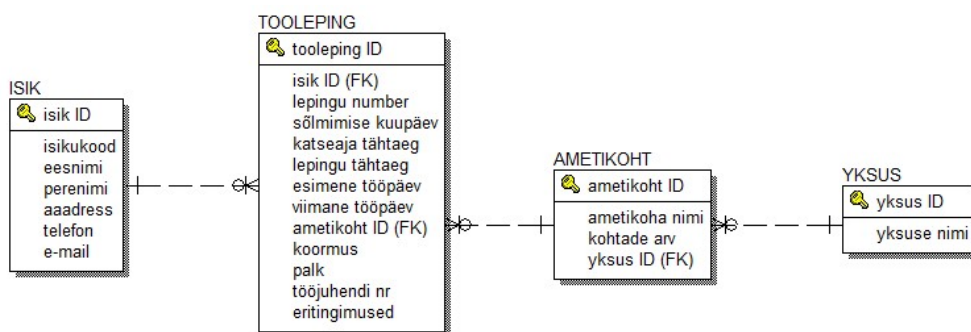 ISIK
isik ID
isikukood
eesnimi
perenimi
aaadress
telefon
e-mail
TOOLEPING
tooleping ID
isik ID (FK)
lepingu number
sõlmimise kuupäev
katseaja tähtaeg
lepingu tähtaeg
esimene tööpäev
viimane tööpäev
ametikoht ID (FK)
koormus
palk
tööjuhendi nr
eritingimused
AMETIKOHT
ametikoht ID
ametikoha nimi
kohtade arv
yksus ID (FK)
YKSUS
yksus ID
yksuse nimi